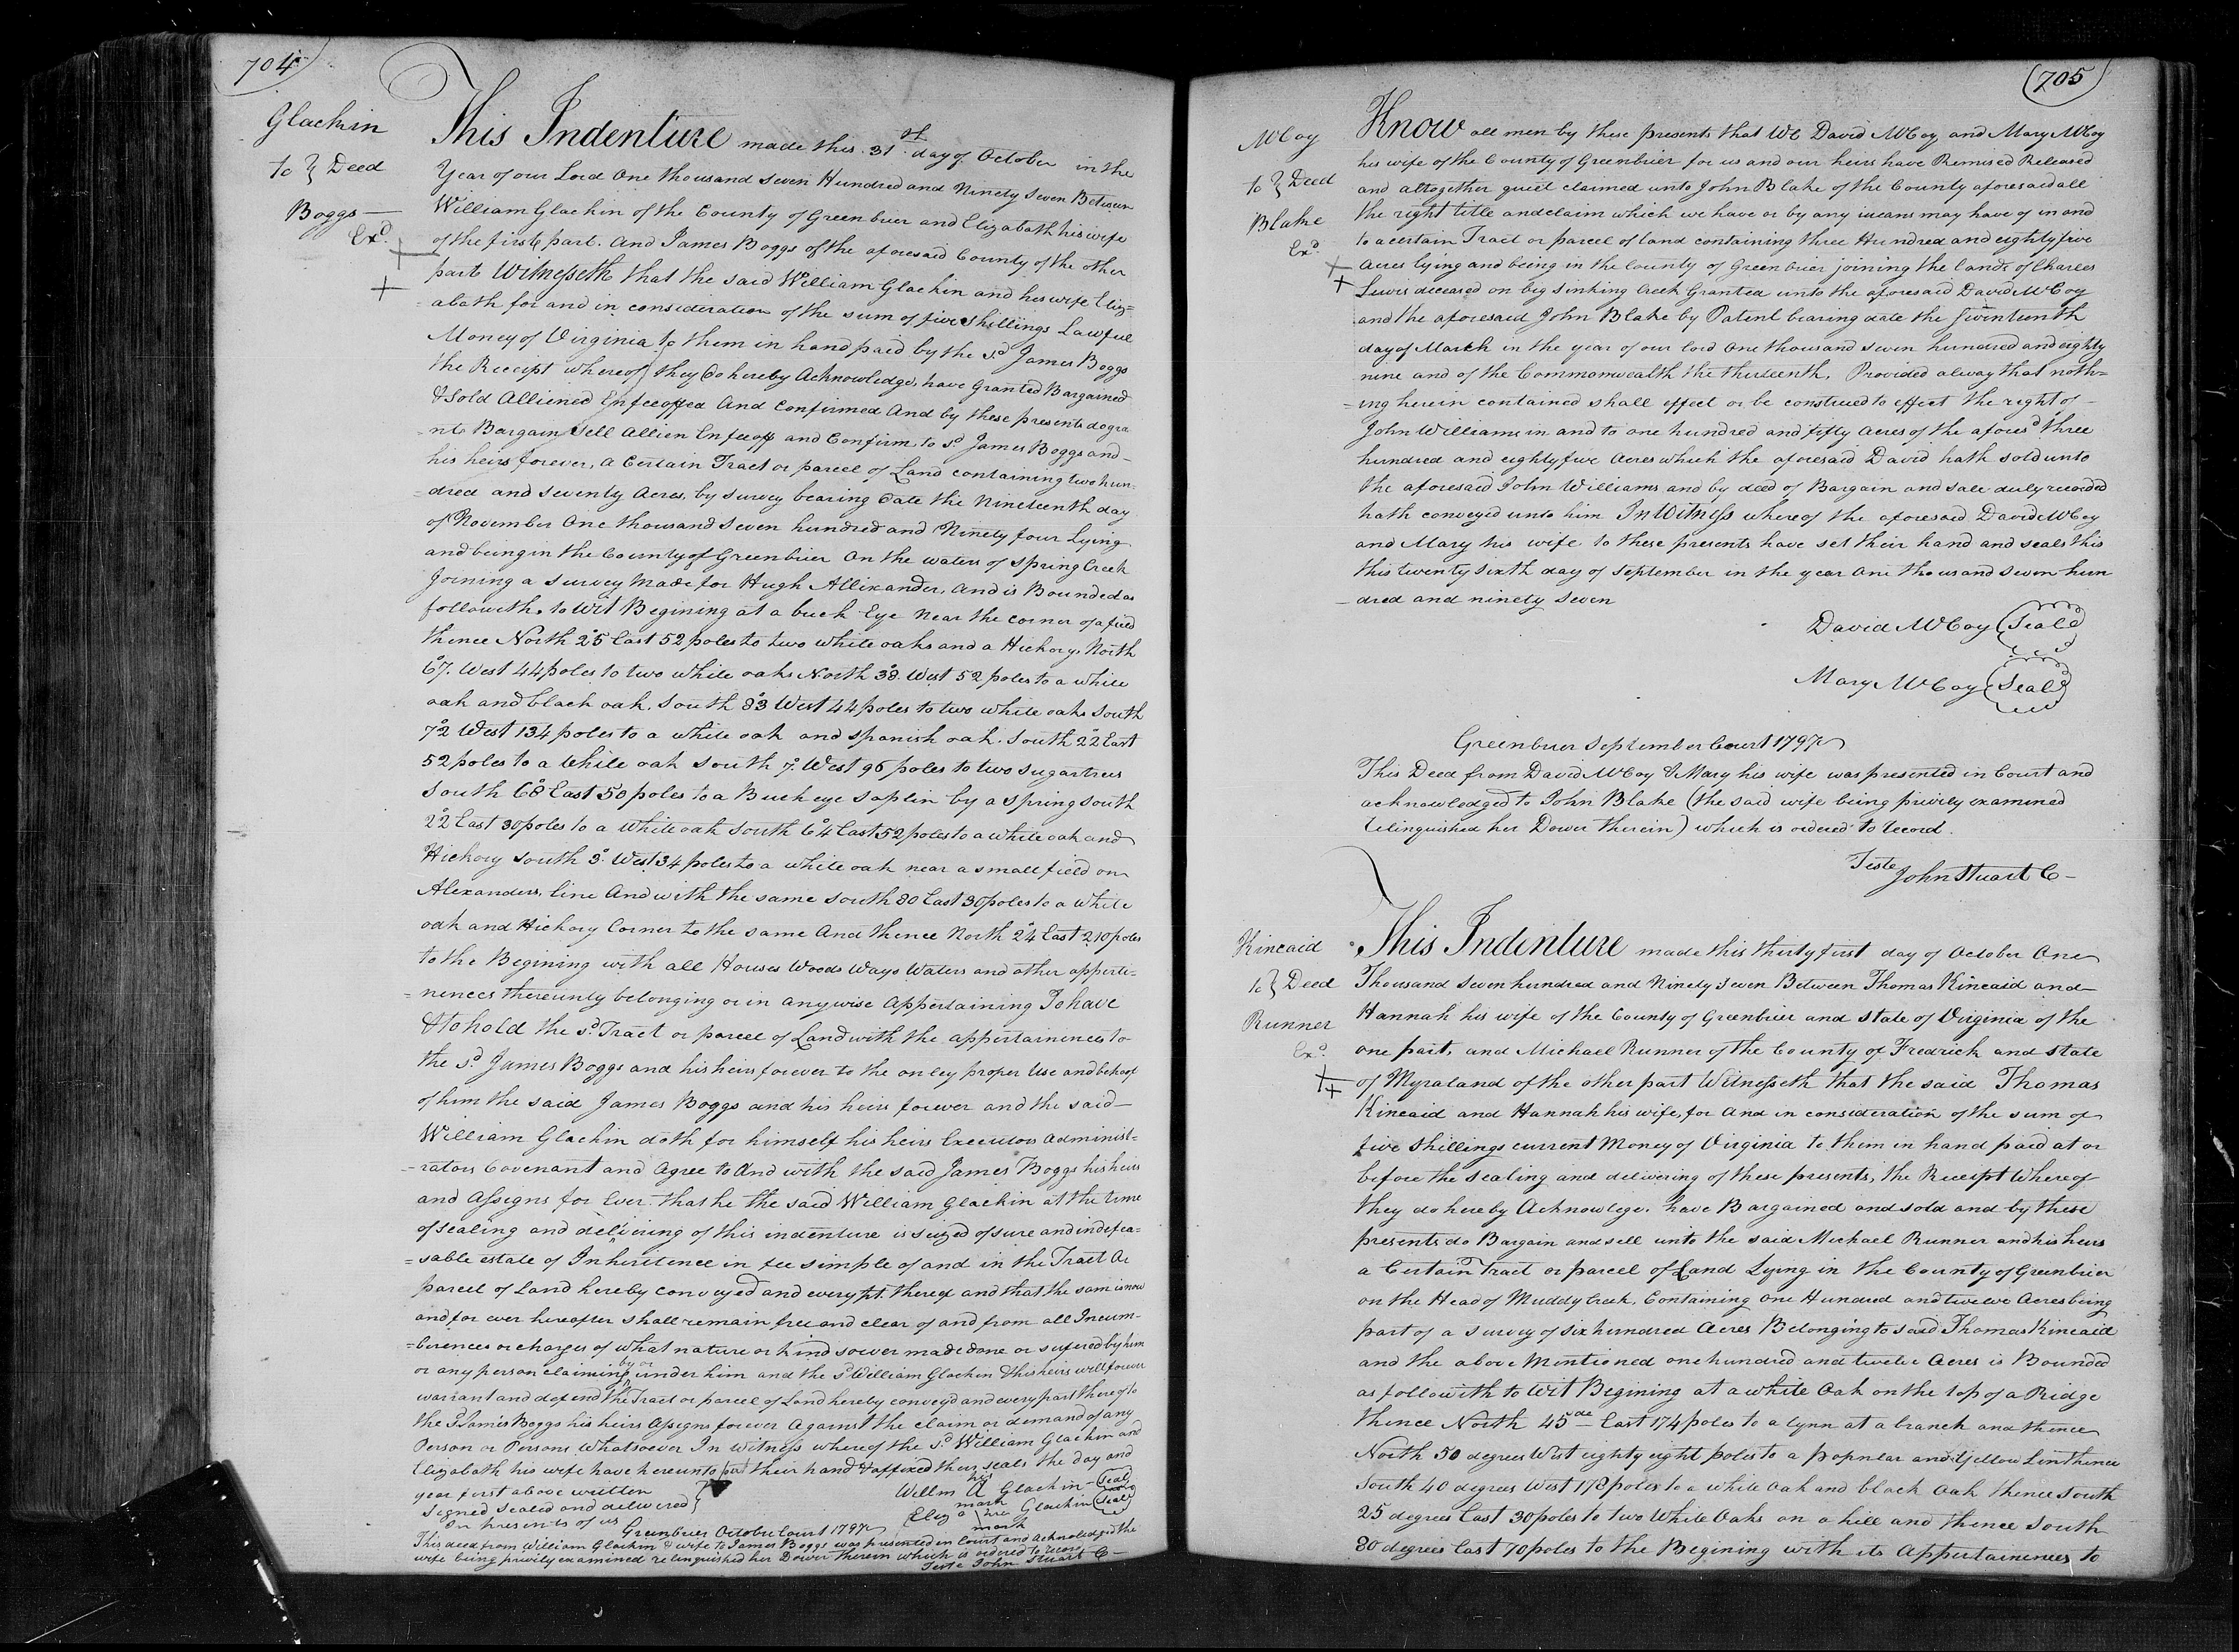 704
Glackin
to } Deed
Boggs
Exd.
This Indenture made this 31st day of October in the
Year of our Lord One thousand seven Hundred and Ninety Seven Between
William Glackin of the County of Greenbrier and Elizabath his wife
of the firste part. And James Boggs of the aforesaid County of the other
parte Witnesseth that the said William Glackin and his wife Eliz=
=abath for and in consideration of the sum of five Shillings Lawful
Money of Virginia to them in hand paid by the sd James Boggs
the Receipt whereof they do hereby Acknowledge, have Granted Bargained
& Sold Alliened Enfeeoffed And Confirmed And by these presents do gra
=nte Bargain Sell Allien Enfeeoff and Confirm to sd James Boggs and-
his heirs forever, a Certain Tract or parcel of Land containing two hun-
=dred and seventy Acres, by survey bearing Date the Nineteenth day
of November One thousand Seven hundred and Ninety four Lying
and being in the County of Greenbrier On the waters of Spring Creek
Joining a survey Made for Hugh Allixander, And is Bounded as
followith, to Wit Begining at a buck Eye Near the corner of a field
thence North 25° East 52 poles to two white oaks and a Hickory, North
67°. West 44 poles to two white oaks North 38°. West 52 poles to a white
oak and black oak. South 83° West 44 poles to two white oaks South
72° West 134 poles to a white oak and spanish oak. South 22° East
52 poles to a White oak South 7°. West 96 poles to two sugartrees
South 68° East 50 poles to a Buckeye Saplin by a Spring South
22° East 30 poles to a White oak South 64° East 52 poles to a white oak and
Hickory South 3°. West 34 poles to a white oak near a small field on
Alexanders, line And with the same South 80 East 30 poles to a white
oak and Hickory Corner to the same And thence North 24° East 210 poles
to the Begining with all Houses Woods Ways Waters and other apperti=
=nences thereunty belonging or in anywise Appertaining To have
& to hold the sd Tract or parcel of Land with the appertainences to
the sd James Boggs and his heirs forever to the onley proper Use and behoof
of him the said James Boggs and his heirs forever and the said-
William Glackin doth for himself his heirs Executors Administ=
=rators Covenant and Agree to And with the said James Boggs his heirs
and Assigns for Ever. that he the said William Glackin at the time
of sealing and delivining of this indenture is seized of sure and indefea=
=sable estate of Inheritence in fee simple of and in the Tract Or
parcel of Land hereby conveyed and every pt. thereof and that the sam is now
and for ever hereafter shall remain free and clear of and from all Incum-
=berences or charges of what nature or kind sower made done or sufered by him
or any person claiming by or under him and the sd William Glackin & his heirs will forever
warrant and defend the Tract or parcel of Land hereby conveyd and every part thereof to
the sd James Boggs his heirs Assigns forever Against the claim or demand of any
Person or Persons Whatsoever In Witness whereof the sd William Glackin and
Elizabath his wife have hereunto set their hand & affixed their seals the day and
year first above written
Signed Sealed and delivered }
In presents of us
his
Willm A Glackin (Seal)
mark
Eliza her Glackin (Seal)
mark
Greenbrier October Court 1797
This deed from William Glackin & wife to James Boggs was presented in Court and Acknoledged the
wife being privily examined relinquished her Dower therein which is ordered to record
Teste John Stuart C-
705
McCoy
to } Deed
Blake
Exd.
Know all men by these presents that We David McCoy and Mary McCoy
his wife of the County of Greenbrier for us and our heirs have Remised Released
and altogether quiet claimed unto John Blake of the County aforesaid all
the right title and claim which we have or by any means may have of in and
to a certain Tract or parcel of land containing three Hundred and eighty five
Acres lying and being in the County of Greenbrier joining the lands of Charles
Lewis deceased on big Sinking Creek Granted unto the aforesaid David McCoy
and the aforesaid John Blake by Patent bearing date the Sevinteenth
day of March in the year of our lord One thousand seven hundred and eighty
nine and of the Commonwealth the thirteenth, Provided alway that noth=
=ing herein contained shall effect or be construed to effect the right of -
John Williams in and to one hundred and fifty Acres of the aforesd three
hundred and eighty five Acres which the aforesaid David hath sold unto
the aforesaid John Williams and by deed of Bargain and sale duly recorded
hath conveyed unto him In Witness whereof the aforesaid David McCoy
and Mary his wife to these presents have set their hand and seals this
this twenty sixth day of September in the year One thousand seven hun
-dred and ninety seven
David McCoy (Seal)
Mary McCoy (Seal)
Greenbrier September Court 1797
This Deed from David McCoy & Mary his wife was presented in Court and
acknowledged to John Blake (the said wife being privily examined
relinguished her Dower therein) which is ordered to record.
Teste
John Stuart C-
Kincaid
to } Deed
Runner
Exd.
This Indenture made this thirty first day of October One
Thousand Seven hundred and Ninety Seven Between Thomas Kincaid and-
Hannah his wife of the County of Greenbrier and State of Virginia of the
one part, and Michael Runner of the County of Fredrick and State
of Myraland of the other part Witnesseth that the said Thomas
Kincaid and Hannah his wife, for And in consideration of the sum of
five Shillings current Money of Virginia to them in hand paid at or
before the sealing and delivering of these presents, the Receipt Whereof
they do hereby Acknowlege. have Bargained and sold and by these
presents do Bargain and sell unto the said Michael Runner and his heirs
a Certain Tract or parcel of Land Lying in the County of Greenbrier
on the Head of Muddy Creek, Containing One Hundred and twelve Acres being
part of a survey of six hundred Acres Belonging to said Thomas Kincaid
and the above Mentioned one hundred and twelve Acres is Bounded
as followith to Wit Begining at a white Oak on the top of a Ridge
thence North 45de East 174 poles to a lynn at a branch and thence
North 50 degrees West eighty eight poles to a popnlar and Yellow Linn thence
South 40 degrees West 178 poles to a white Oak and black Oak thence South
25 degrees East 30 poles to two White Oaks on a hill and thence South
80 degrees East 70 poles to the Begining with its Appertainences to